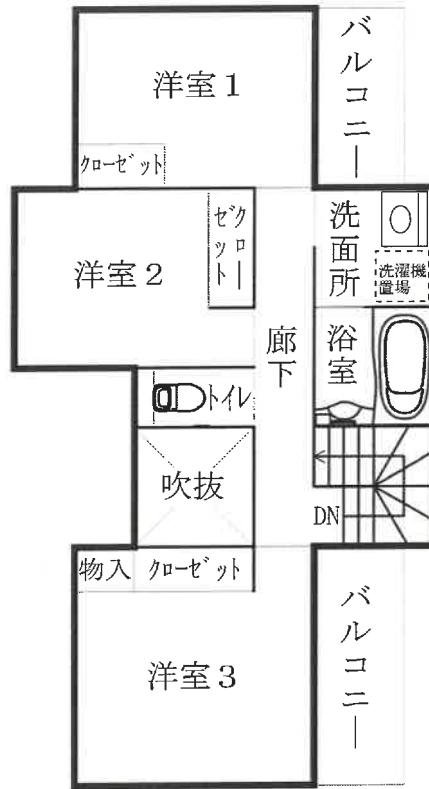 洋室1
バルコニー
クローゼット
洋室2
クローゼット
洗面所
洗濯機
置場
廊下
浴室
トイレ
吹抜
DN
物入
クローゼット
洋室3
バルコニー